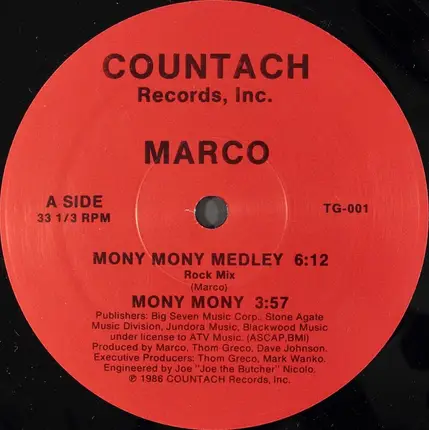 COUNTACH
Records, Inc.
MARCO
A SIDE
33 1/3 RPM
TG-001
MONY MONY MEDLEY 6:12
Rock Mix
(Marco)
MONY MONY 3:57
Publishers: Big Seven Music Corp., Stone Agate
Music Division, Jundora Music, Blackwood Music
under license to ATV Music. (ASCAP,BMI)
Produced by Marco, Thom Greco, Dave Johnson.
Executive Producers: Thom Greco, Mark Wanko.
Engineered by Joe "Joe the Butcher" Nicolo.
℗ 1986 COUNTACH Records, Inc.